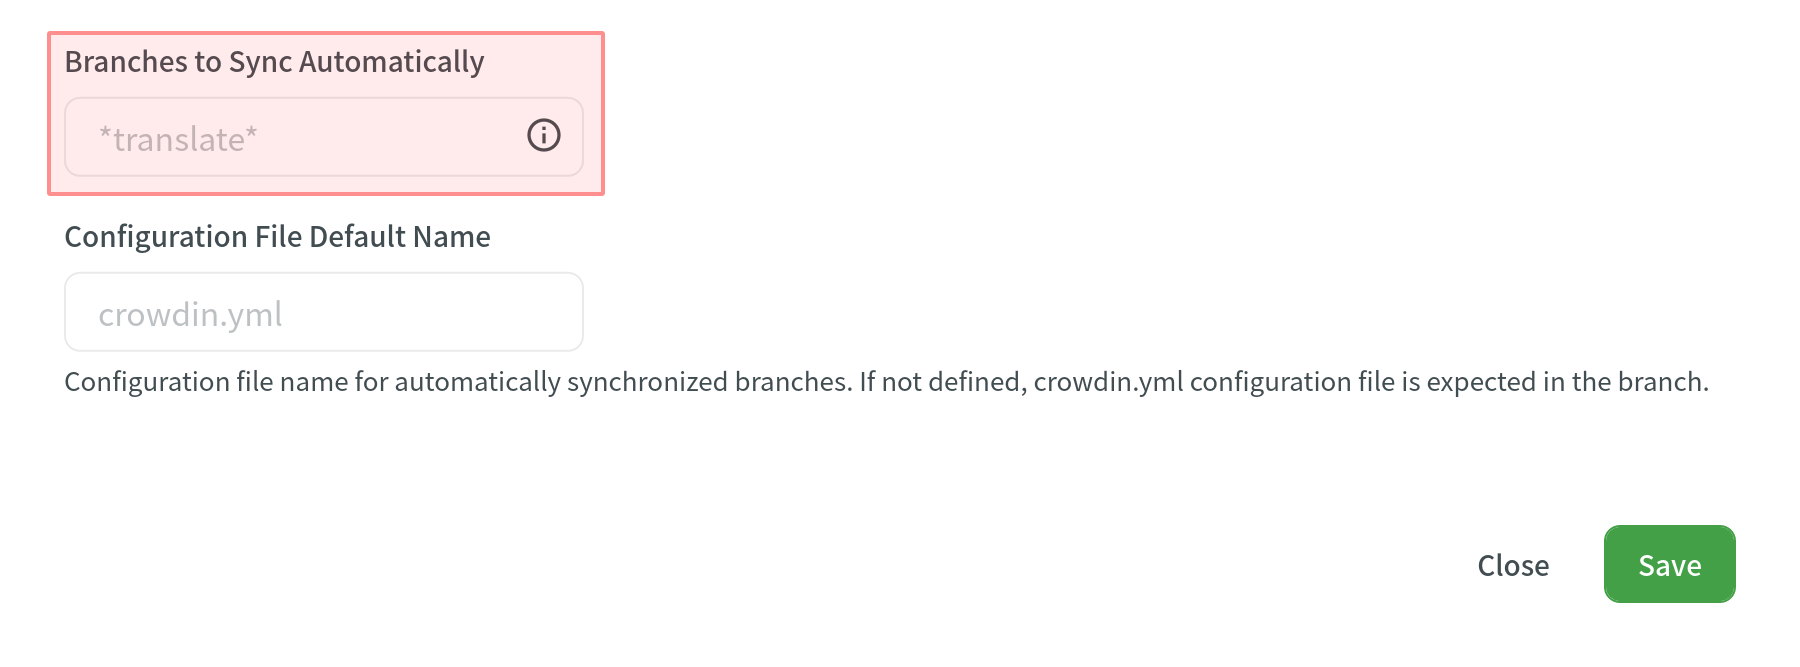 Branches to Sync Automatically
*translate*
Configuration File Default Name
crowdin.yml
Configuration file name for automatically synchronized branches. If not defined, crowdin.yml configuration file is expected in the branch.
Close
Save